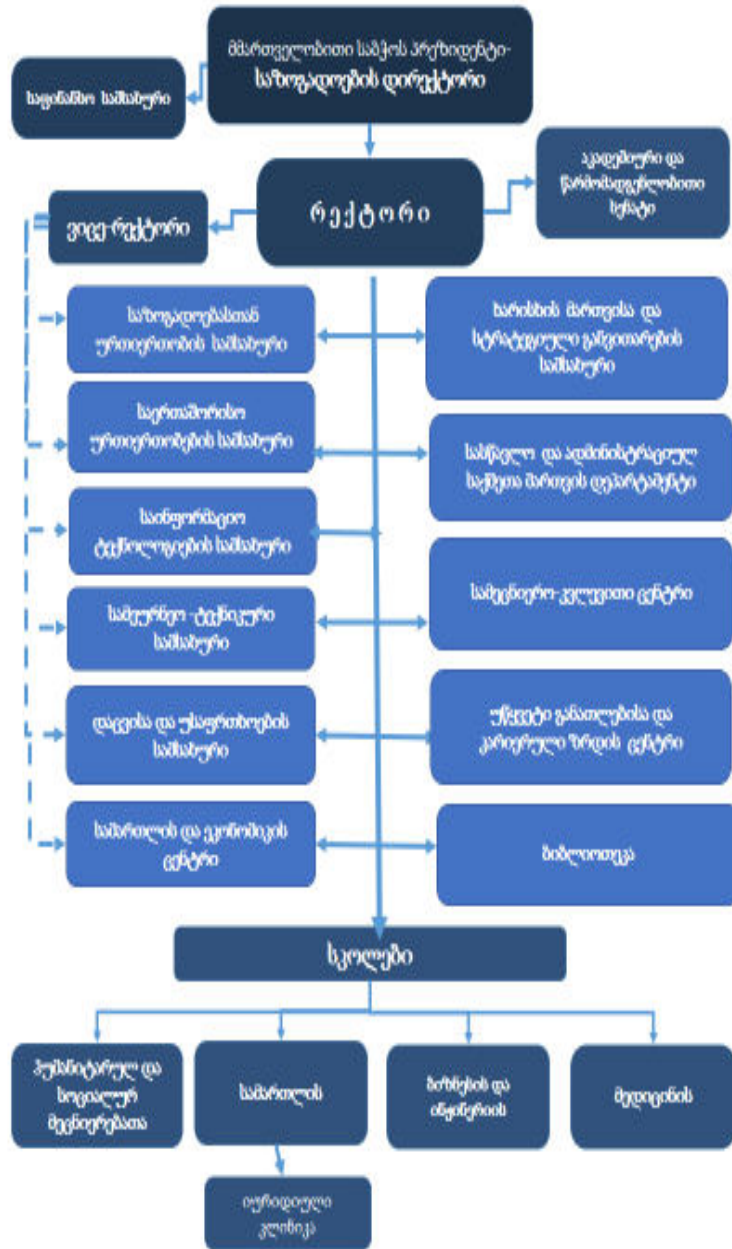 მმართველობითი საბჭოს პრეზიდენტი-
საზოგადოების დირექტორი
საფინანსო სამსახური
აკადემიური და
წარმომადგენლობითი
სენატი
რ ე ქ ტ ო რ ი
ვიცე-რექტორი
საზოგადოებასთან
ურთიერთობის სამსახური
ხარისხის მართვისა და
სტრატეგიული განვითარების
სამსახური
საერთაშორისო
ურთიერთობების სამსახური
სასწავლო და ადმინისტრაციულ
საქმეთა მართვის დეპარტამენტი
საინფორმაციო
ტექნოლოგიების სამსახური
სამეცნიერო-კვლევითი ცენტრი
სამეურნეო -ტექნიკური
სამსახური
უწყვეტი განათლებისა და
კარიერული ზრდის ცენტრი
დაცვისა და უსაფრთხოების
სამსახური
სამართლის და ეკონომიკის
ცენტრი
ბიბლიოთეკა
სკოლები
ჰუმანიტარულ და
სოციალურ
მეცნიერებათა
სამართლის
ბიზნესის და
ინჟინერიის
მედიცინის
იურიდიული
კლინიკა